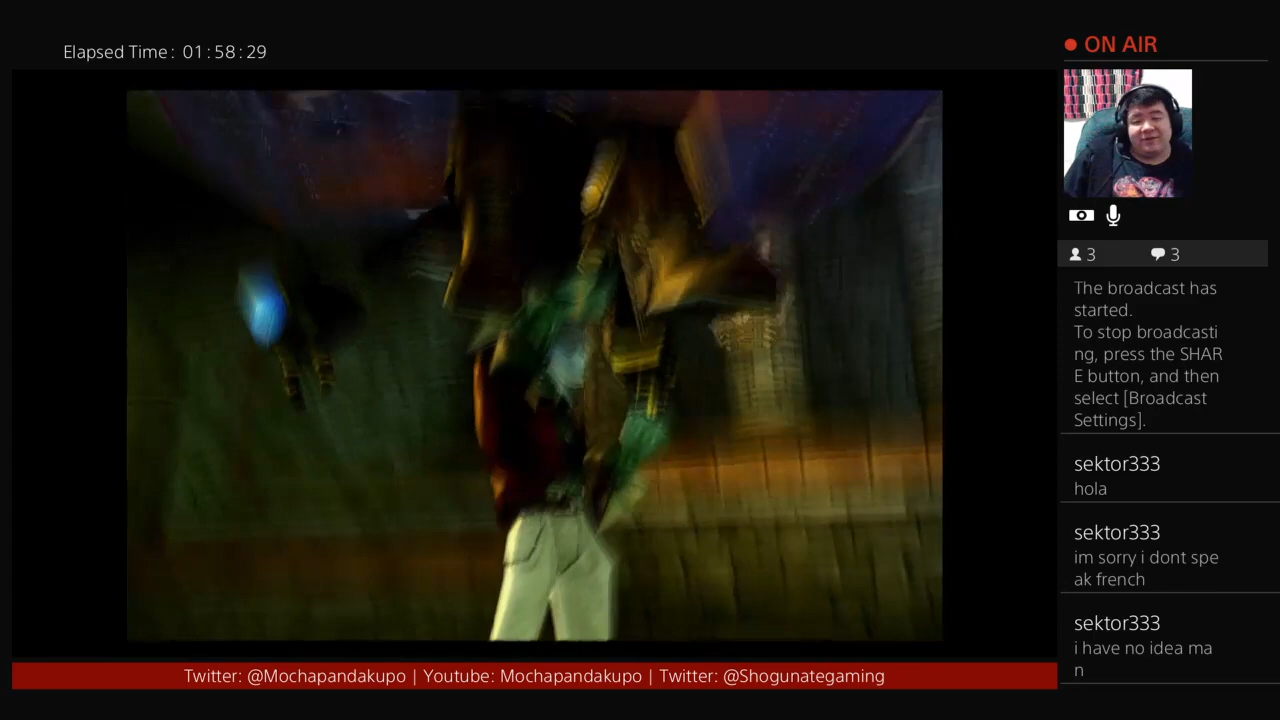 Elapsed Time: 01:58:29
ON AIR
3 3
The broadcast has
started.
To stop broadcasti
ng, press the SHAR
E button, and then
select [Broadcast
Settings].
sektor333
hola
sektor333
im sorry i dont spe
ak french
sektor333
i have no idea ma
n
Twitter: @Mochapandakupo | Youtube: Mochapandakupo | Twitter: @Shogunategaming